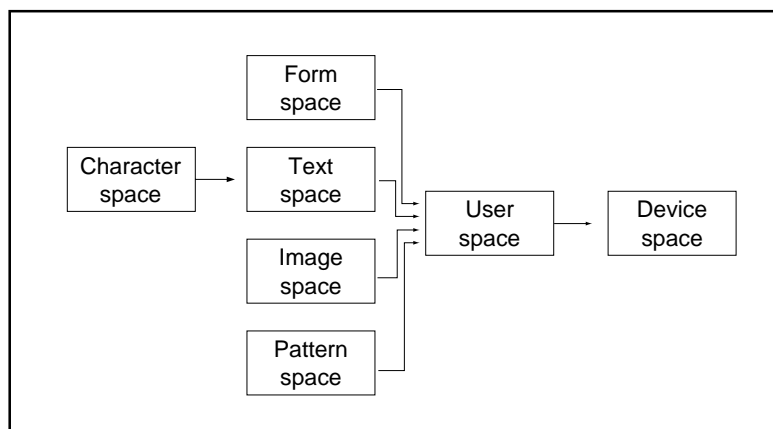 Form
space
Character
space
Text
space
User
space
Device
space
Image
space
Pattern
space